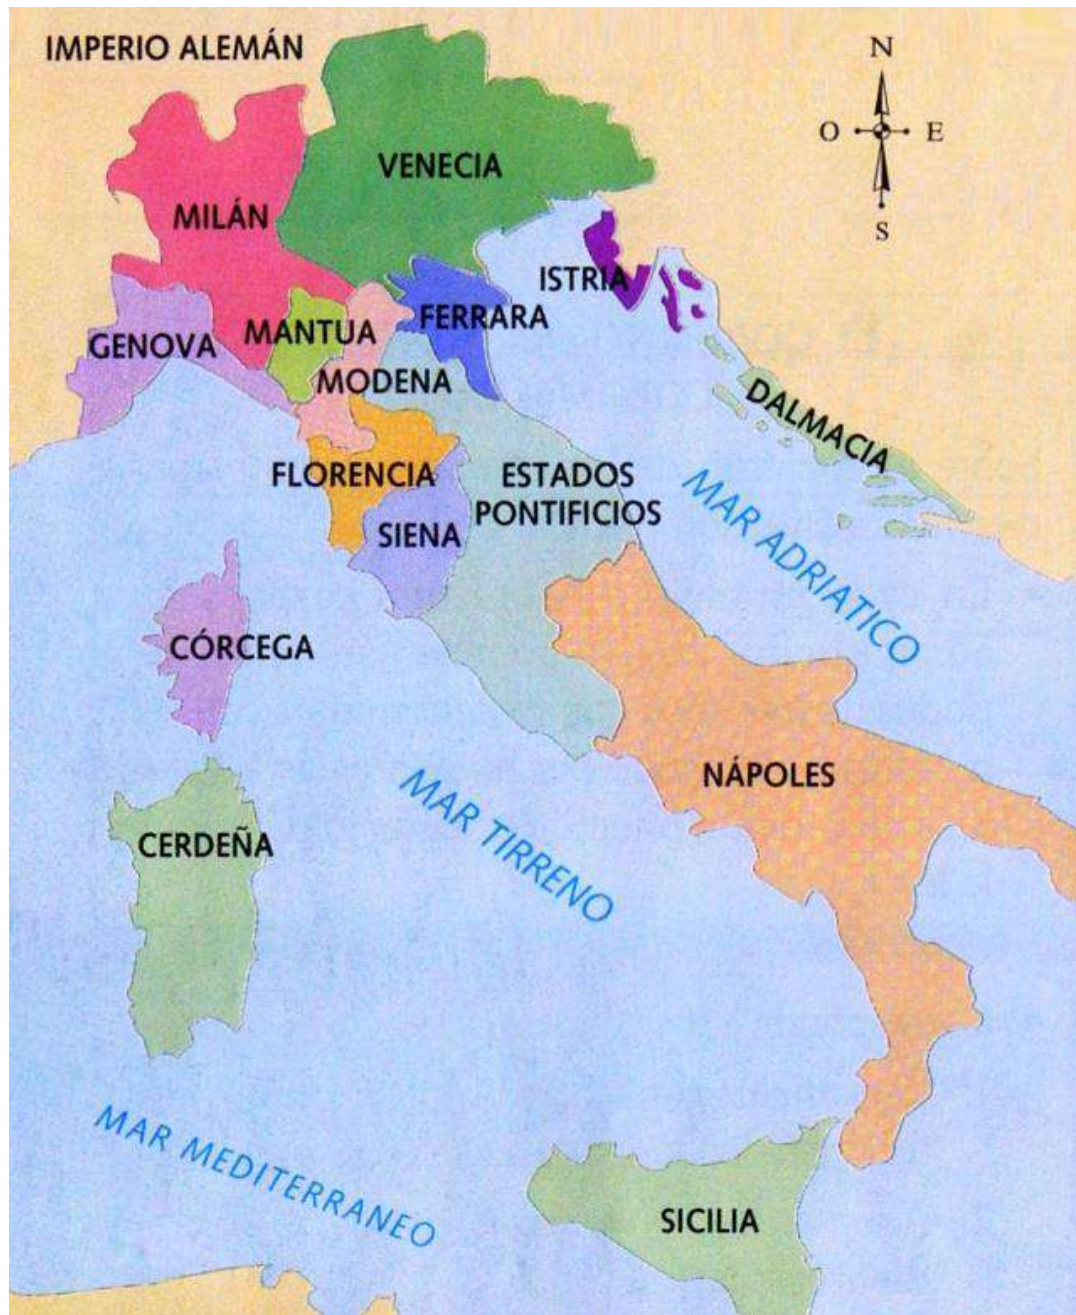 IMPERIO ALEMÁN
N
O
E
S
VENECIA
MILÁN
ISTRIA
GENOVA
MANTUA
FERRARA
MODENA
DALMACIA
FLORENCIA
ESTADOS
PONTIFICIOS
SIENA
MAR ADRIATICO
CÓRCEGA
NÁPOLES
MAR TIRRENO
CERDEÑA
MAR MEDITERRANEO
SICILIA